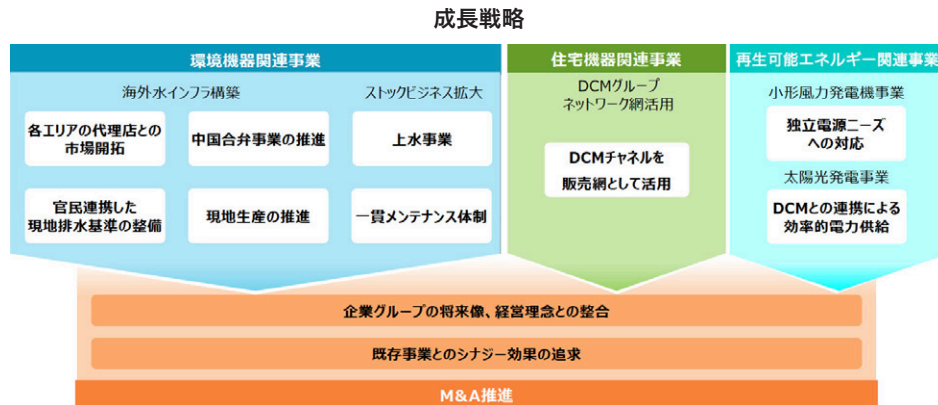 成長戦略
環境機器関連事業
海外水インフラ構築
ストックビジネス拡大
各エリアの代理店との
市場開拓
中国合弁事業の推進
上水事業
官民連携した
現地排水基準の整備
現地生産の推進
一貫メンテナンス体制
住宅機器関連事業
DCMグループ
ネットワーク網活用
DCMチャネルを
販売網として活用
再生可能エネルギー関連事業
小形風力発電機事業
独立電源ニーズ
への対応
太陽光発電事業
DCMとの連携による
効率的電力供給
企業グループの将来像、経営理念との整合
既存事業とのシナジー効果の追求
M&A推進